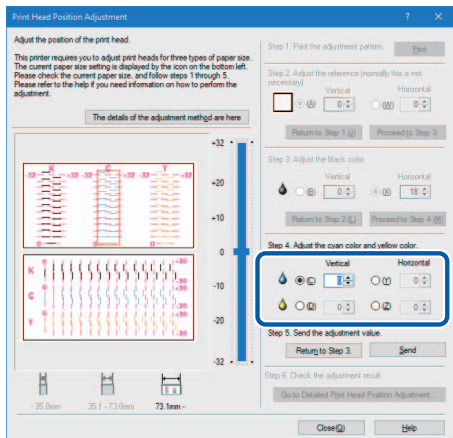 Print Head Position Adjustment
Adjust the position of the print head.
This printer requires you to adjust print heads for three types of paper size.
The current paper size setting is displayed by the icon on the bottom left.
Please check the current paper size, and follow steps 1 through 5.
Please refer to the help if you need information on how to perform the
adjustment.
The details of the adjustment method are here
K C Y
-32 -32 -32 +32
K
C
Y
+30
+30
+30
+32
+20
+10
0
-10
-20
-32
- 35.0mm 35.1 - 73.0mm 73.1mm -
Step 1. Print the adjustment pattern. Print
Step 2. Adjust the reference (normally this is not
necessary)
Vertical Horizontal
(A) 0 (W) 0
Return to Step 1.(J) Proceed to Step 3.
Step 3. Adjust the black color.
Vertical Horizontal
(B) 0 (X) 18
Return to Step 2.(L) Proceed to Step 4.(M)
Step 4. Adjust the cyan color and yellow color.
Vertical Horizontal
(C) (Y) 0
(D) 0 (Z) 0
Step 5. Send the adjustment value.
Return to Step 3. Send
Step 6. Check the adjustment result.
Go to Detailed Print Head Position Adjustment...
Close(Q) Help